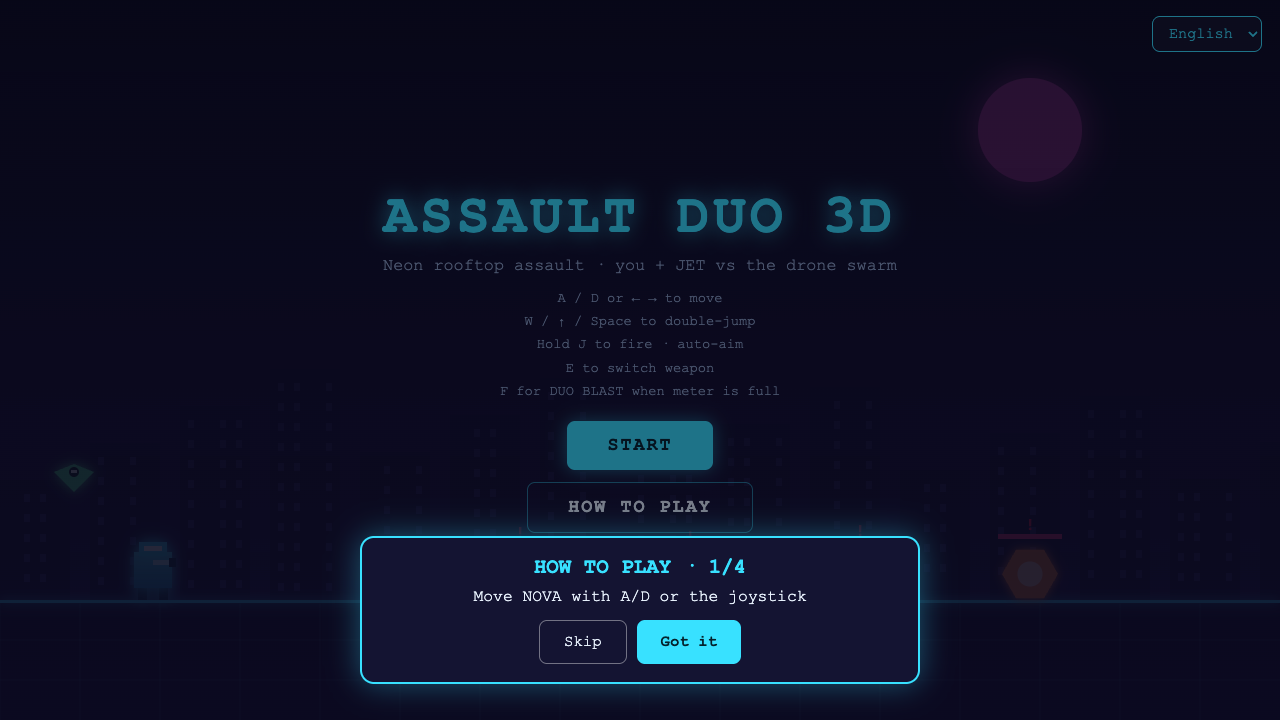 English
ASSAULT DUO 3D
Neon rooftop assault · you + JET vs the drone swarm
A / D or ← → to move
W / ↑ / Space to double-jump
Hold J to fire · auto-aim
E to switch weapon
F for DUO BLAST when meter is full
START
HOW TO PLAY
HOW TO PLAY · 1/4
Move NOVA with A/D or the joystick
Skip
Got it